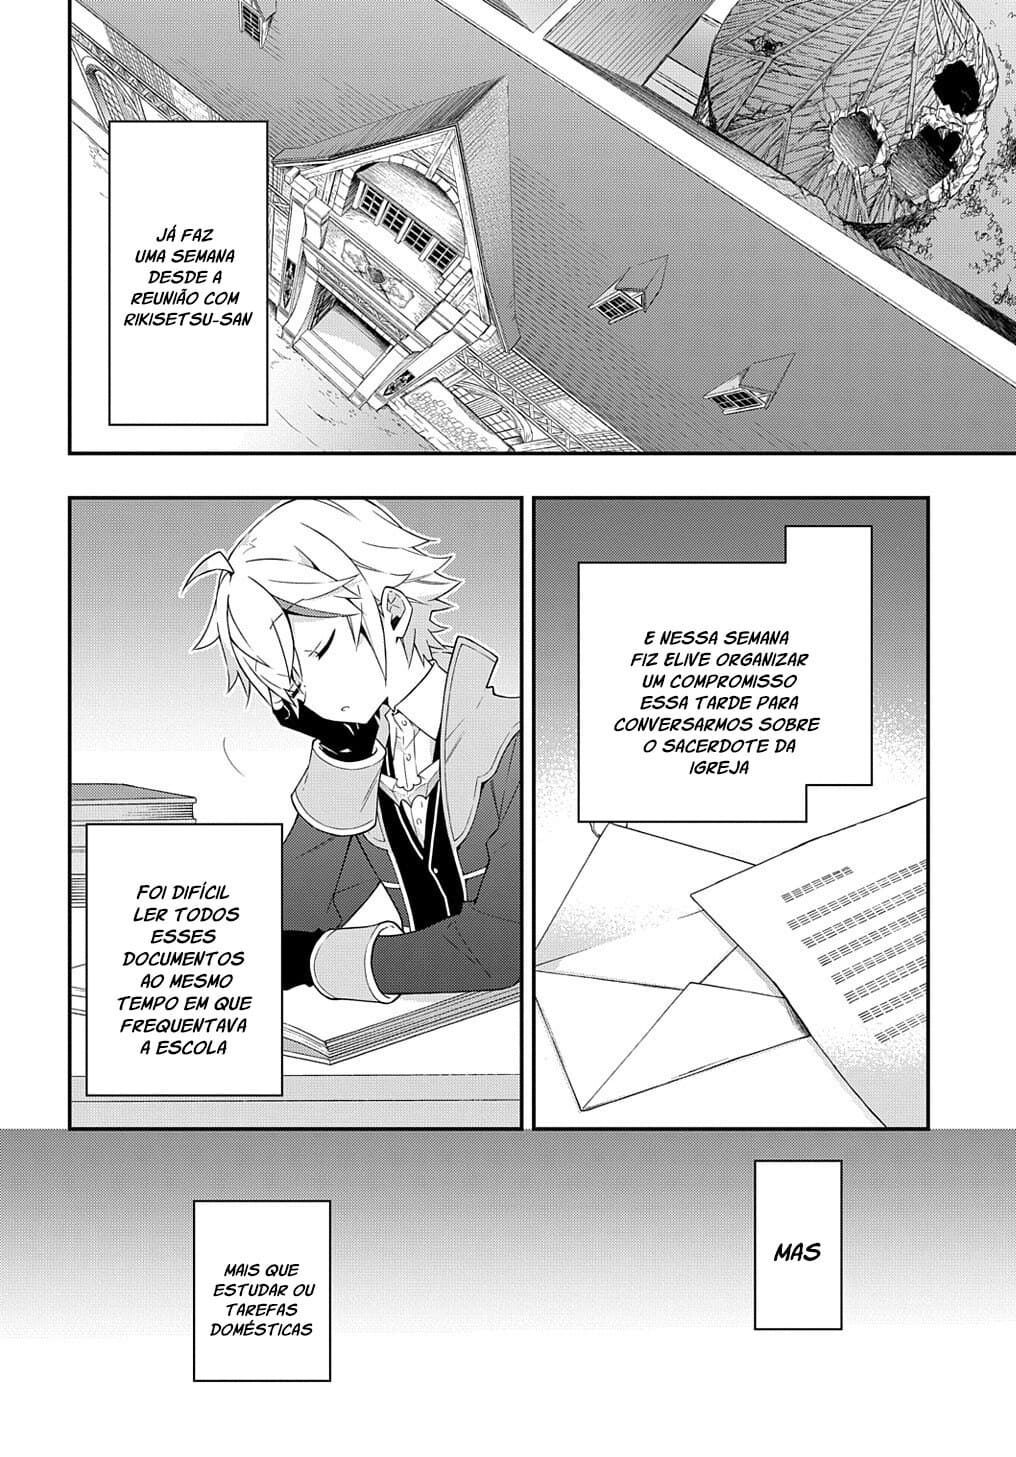 JÁ FAZ
UMA SEMANA
DESDE A
REUNIÃO COM
RIKISETSU-SAN
E NESSA SEMANA
FIZ ELIVE ORGANIZAR
UM COMPROMISSO
ESSA TARDE PARA
CONVERSARMOS SOBRE
O SACERDOTE DA
IGREJA
FOI DIFÍCIL
LER TODOS
ESSES
DOCUMENTOS
AO MESMO
TEMPO EM QUE
FREQUENTAVA
A ESCOLA
MAS
MAIS QUE
ESTUDAR OU
TAREFAS
DOMÉSTICAS